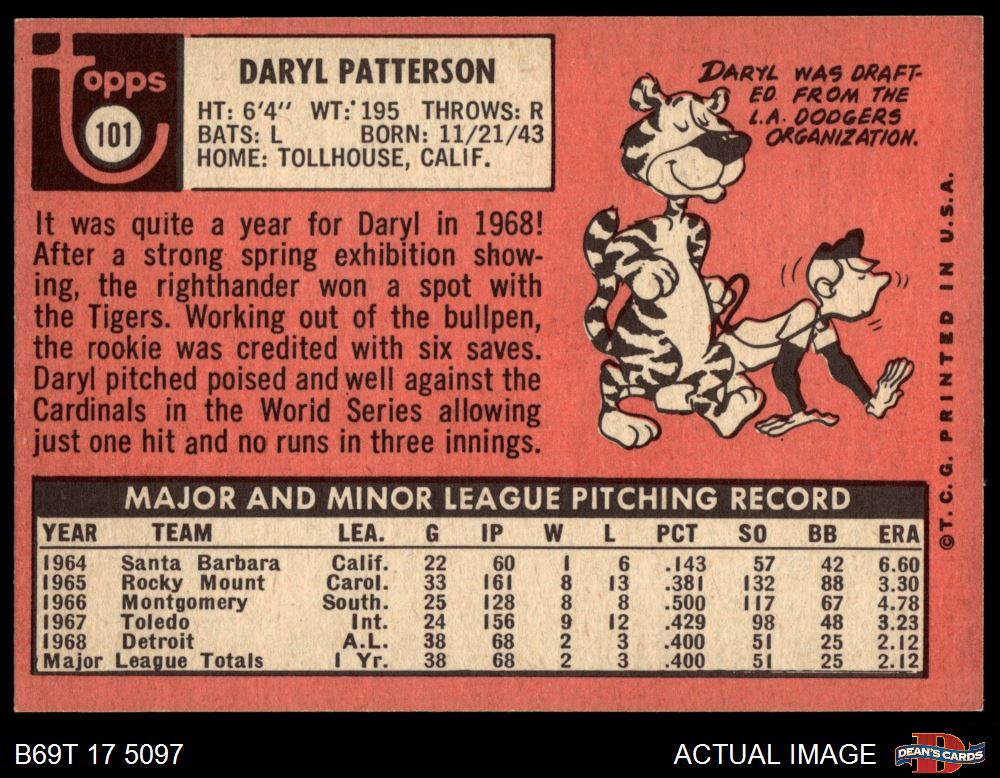 Topps
101
DARYL PATTERSON
HT: 6'4" WT: 195 THROWS: R
BATS: L BORN: 11/21/43
HOME: TOLLHOUSE, CALIF.
It was quite a year for Daryl in 1968!
After a strong spring exhibition show-
ing, the righthander won a spot with
the Tigers. Working out of the bullpen,
the rookie was credited with six saves.
Daryl pitched poised and well against the
Cardinals in the World Series allowing
just one hit and no runs in three innings.
DARYL WAS DRAFT-
ED FROM THE
L.A. DODGERS
ORGANIZATION.
©T. C. G. PRINTED IN U.S.A.
MAJOR AND MINOR LEAGUE PITCHING RECORD
YEAR TEAM LEA. G IP W L PCT SO BB ERA
1964 Santa Barbara Calif. 22 60 1 6 .143 57 42 6.60
1965 Rocky Mount Carol. 33 161 8 13 .381 132 88 3.30
1966 Montgomery South. 25 128 8 8 .500 117 67 4.78
1967 Toledo Int. 24 156 9 12 .429 98 48 3.23
1968 Detroit A.L. 38 68 2 3 .400 51 25 2.12
Major League Totals 1 Yr. 38 68 2 3 .400 51 25 2.12
B69T 17 5097
ACTUAL IMAGE
DEAN'S CARDS